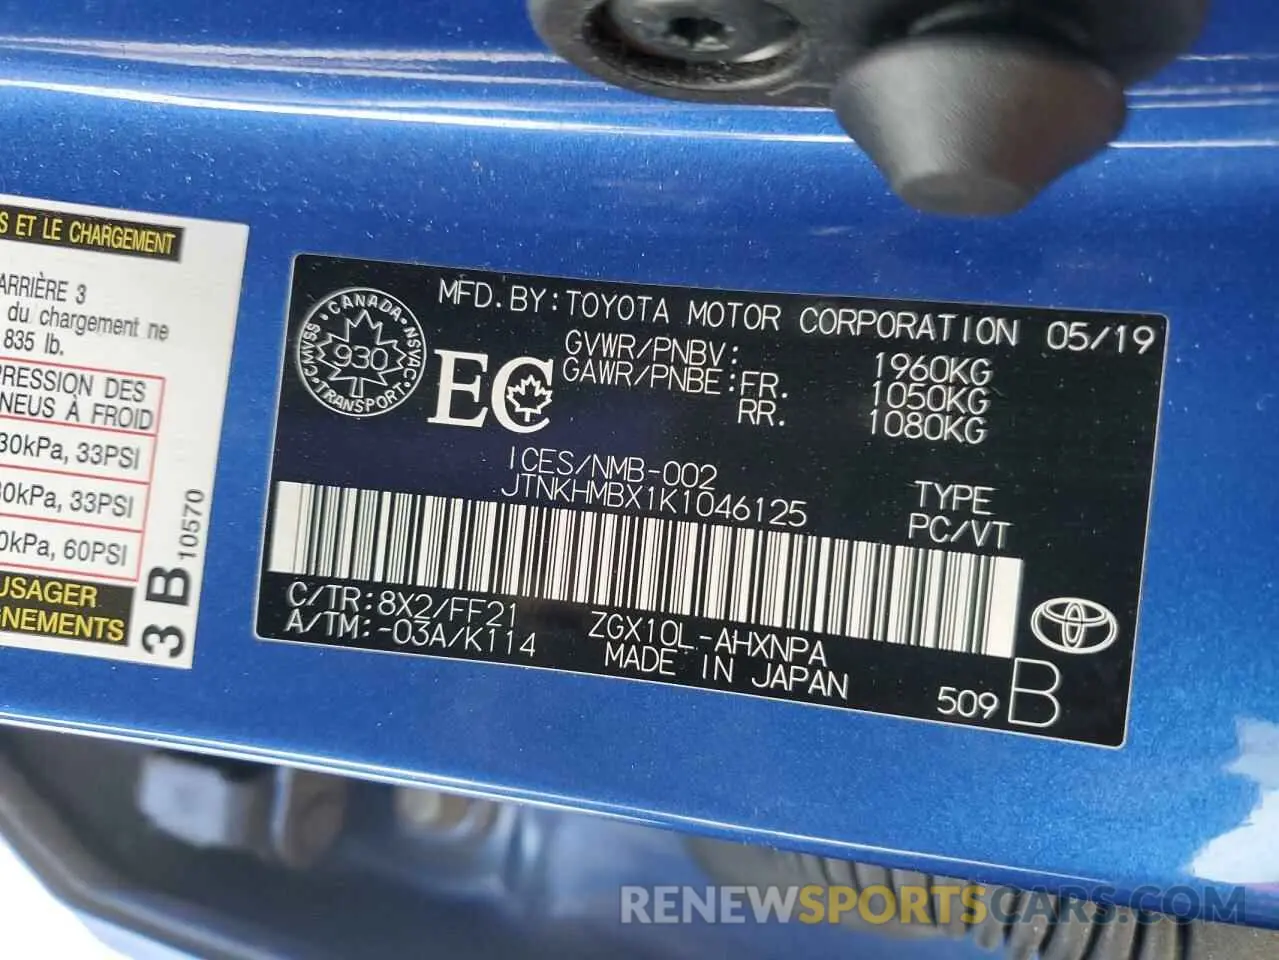 S ET LE CHARGEMENT
ARRIÈRE 3
du chargement ne
835 lb.
PRESSION DES
NEUS À FROID
30kPa, 33PSI
30kPa, 33PSI
0kPa, 60PSI
USAGER
GNEMENTS
3 B 10570
CANADA · NSVAC · TRANSPORT · CMVSS
930
EC
MFD. BY: TOYOTA MOTOR CORPORATION 05/19
GVWR/PNBV: 1960KG
GAWR/PNBE: FR. 1050KG
RR. 1080KG
ICES/NMB-002
JTNKHMBX1K1046125
TYPE
PC/VT
C/TR: 8X2/FF21
A/TM: -03A/K114
ZGX10L-AHXNPA
MADE IN JAPAN
509 B
RENEWSPORTSCARS.COM